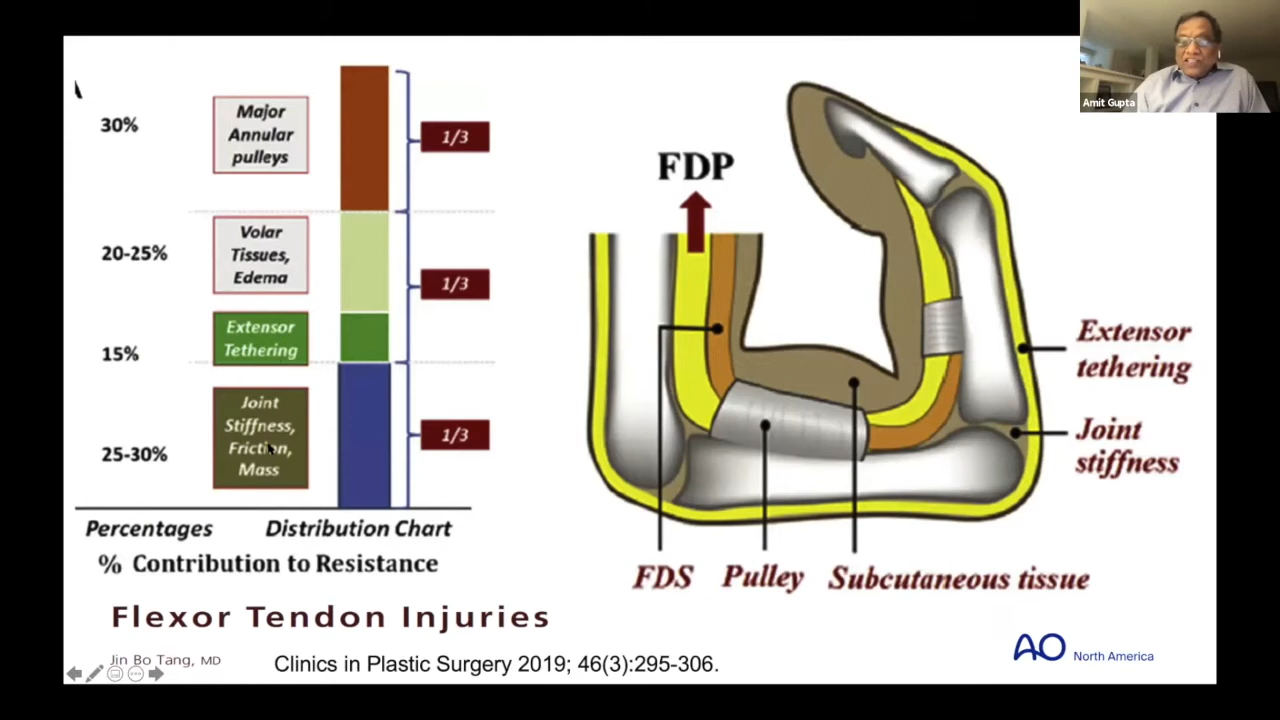 Amit Gupta
30%
Major
Annular
pulleys
1/3
20-25%
Volar
Tissues,
Edema
1/3
15%
Extensor
Tethering
25-30%
Joint
Stiffness,
Friction,
Mass
1/3
Percentages
Distribution Chart
% Contribution to Resistance
FDP
Extensor
tethering
Joint
stiffness
FDS
Pulley
Subcutaneous tissue
Flexor Tendon Injuries
Jin Bo Tang, MD
Clinics in Plastic Surgery 2019; 46(3):295-306.
AO North America